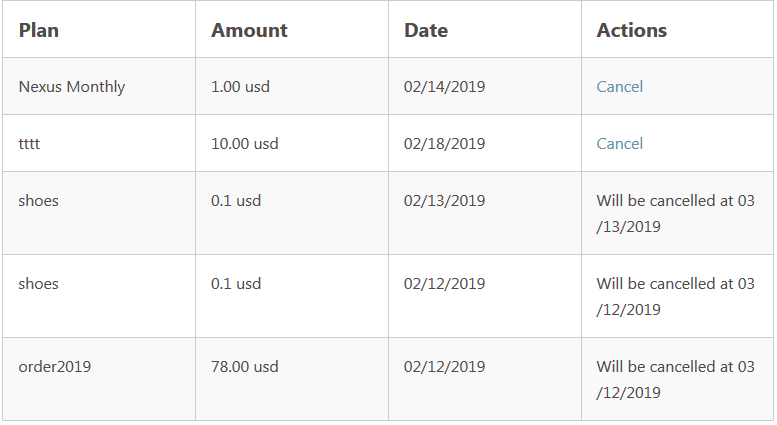 Plan Amount Date Actions
Nexus Monthly 1.00 usd 02/14/2019 Cancel
tttt 10.00 usd 02/18/2019 Cancel
shoes 0.1 usd 02/13/2019 Will be cancelled at 03
/13/2019
shoes 0.1 usd 02/12/2019 Will be cancelled at 03
/12/2019
order2019 78.00 usd 02/12/2019 Will be cancelled at 03
/12/2019